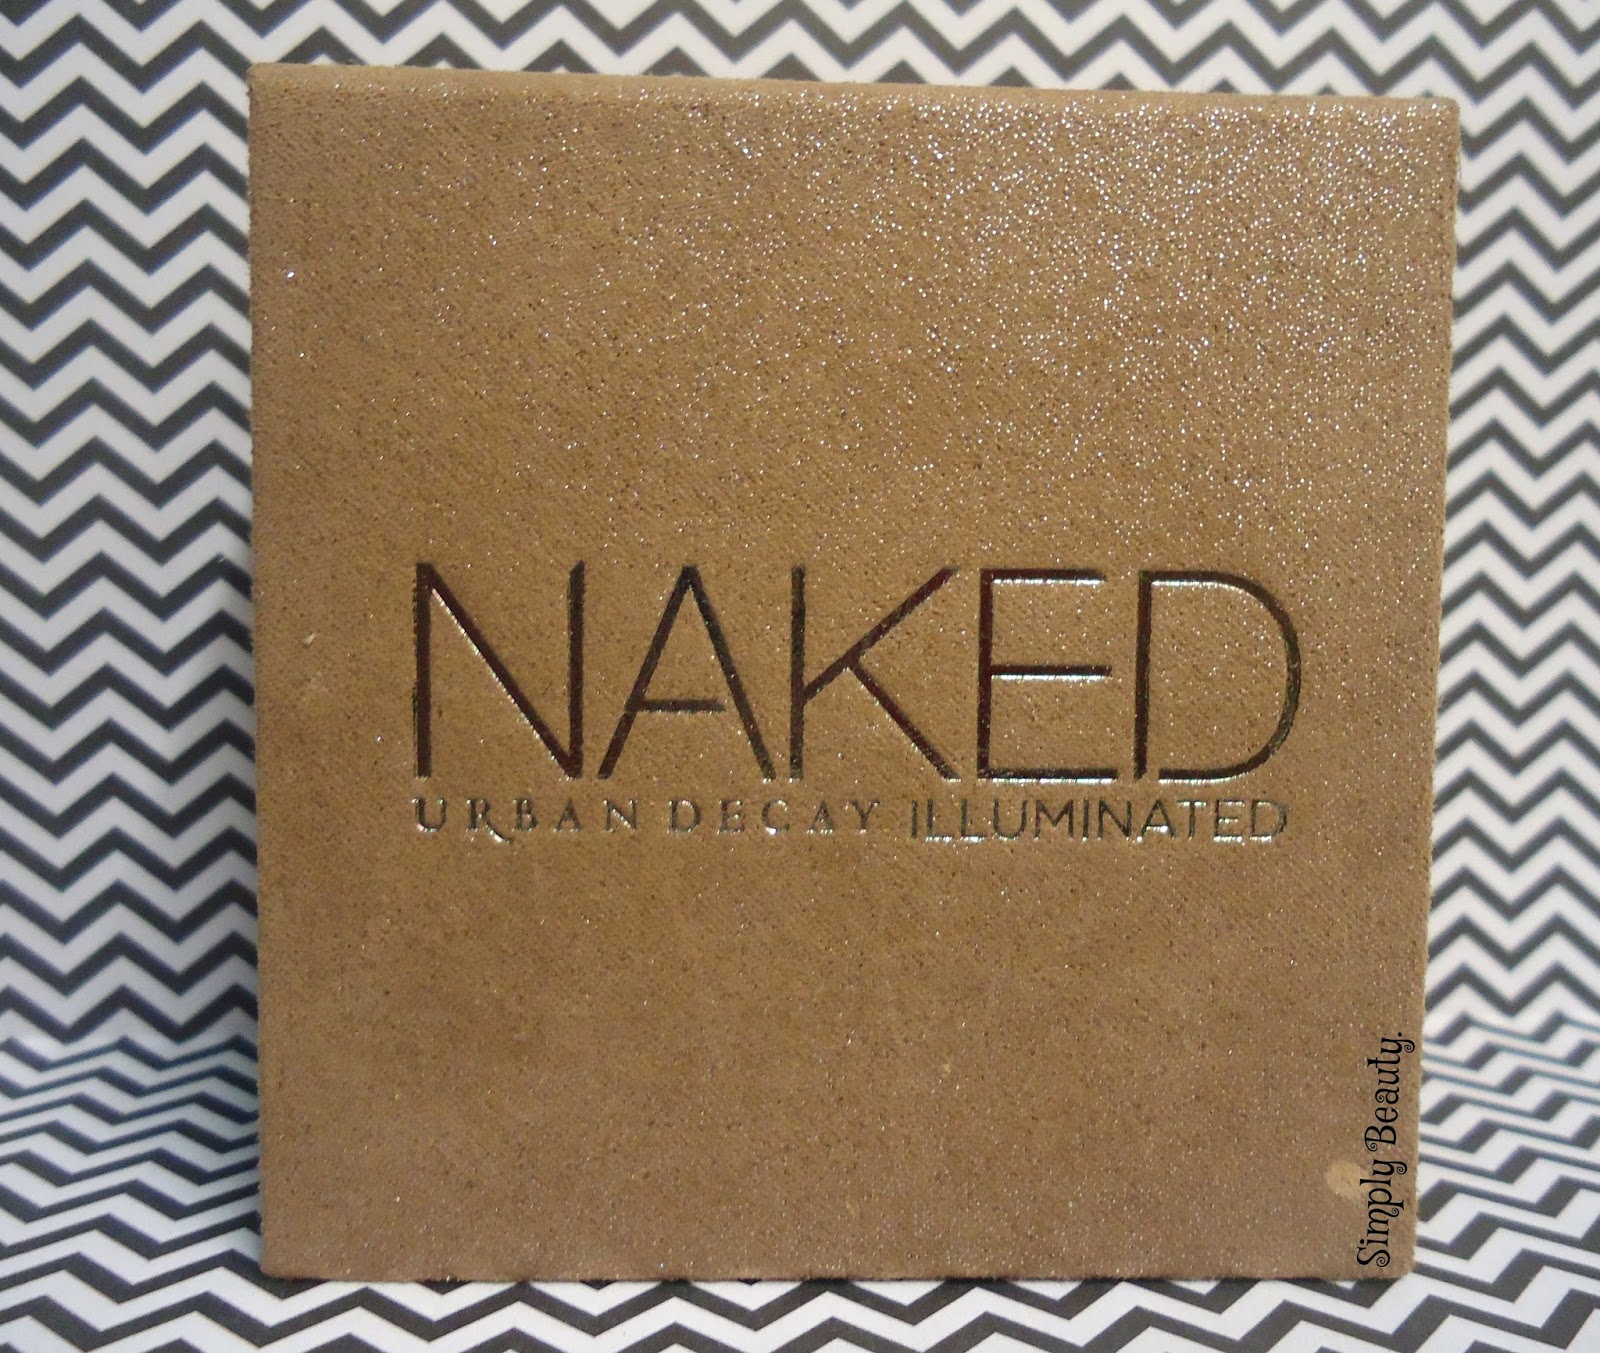 NAKED
URBAN DECAY ILLUMINATED
Simply Beauty.